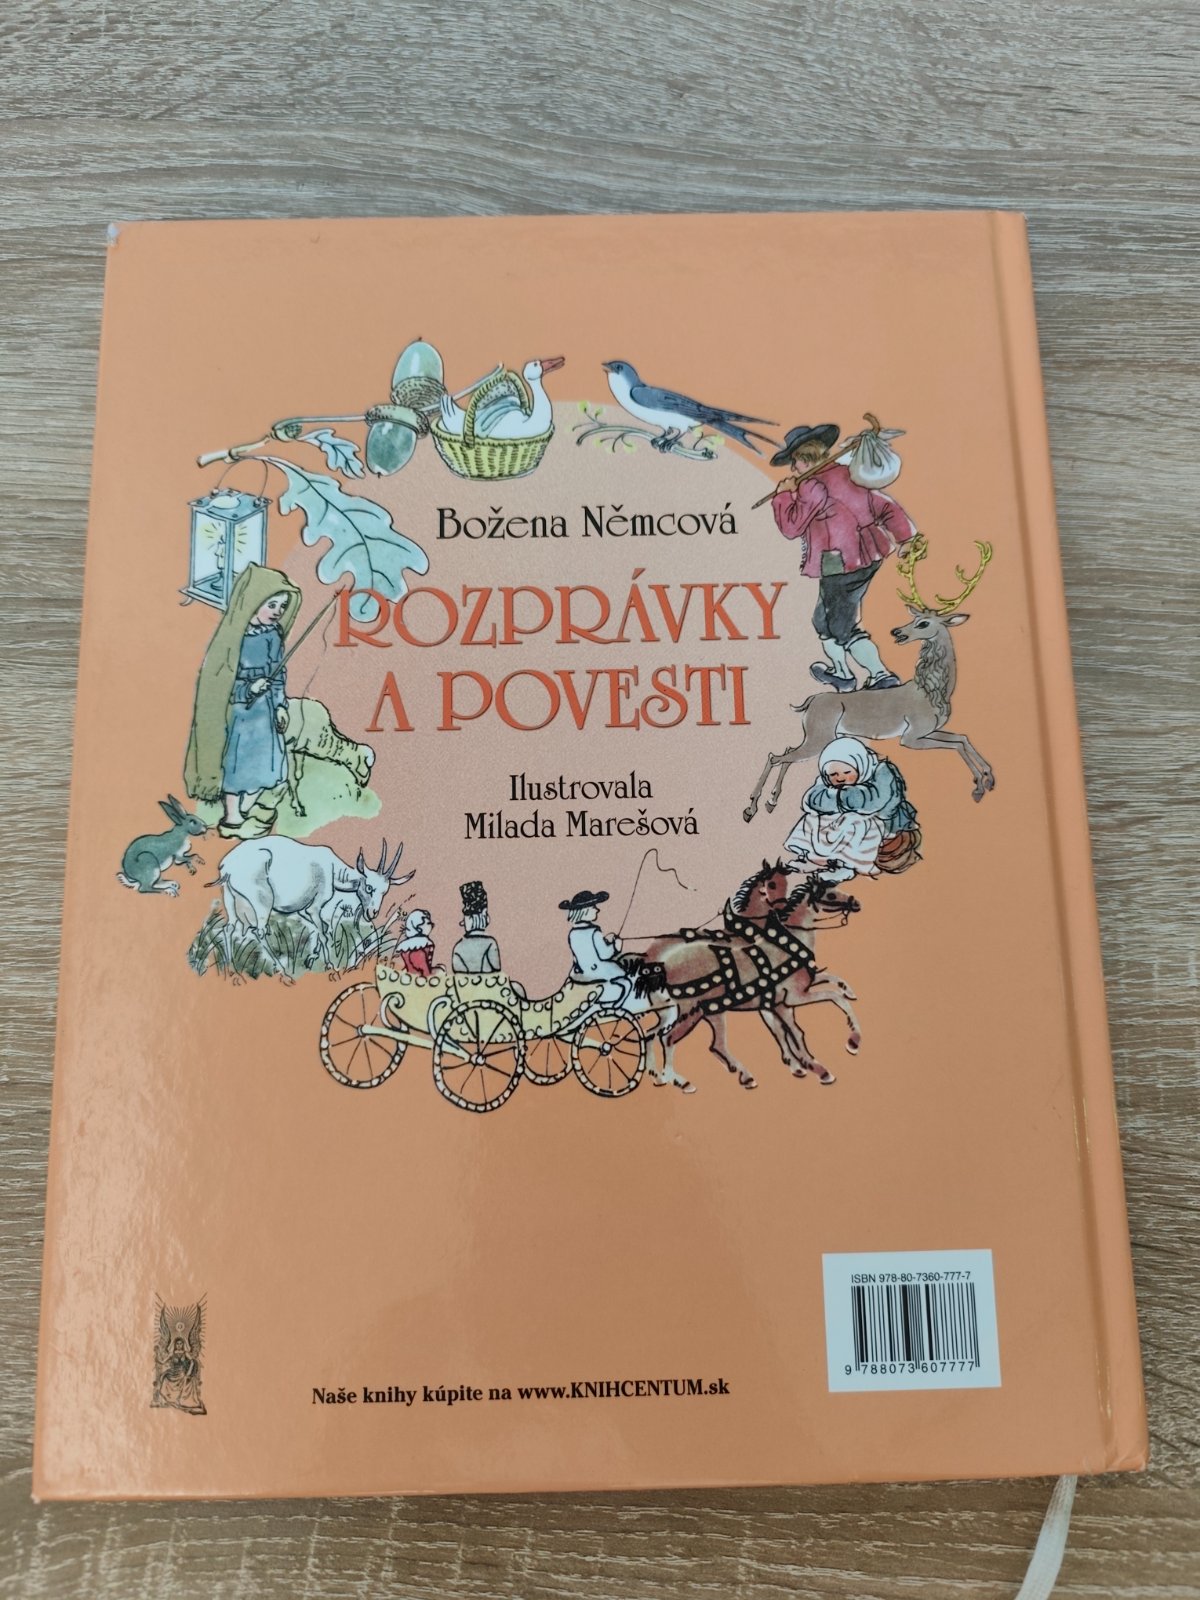 Božena Němcová
ROZPRÁVKY
A POVESTI
Ilustrovala
Milada Marešová
ISBN 978-80-7360-777-7
9 788073 607777
Naše knihy kúpite na www.KNIHCENTUM.sk